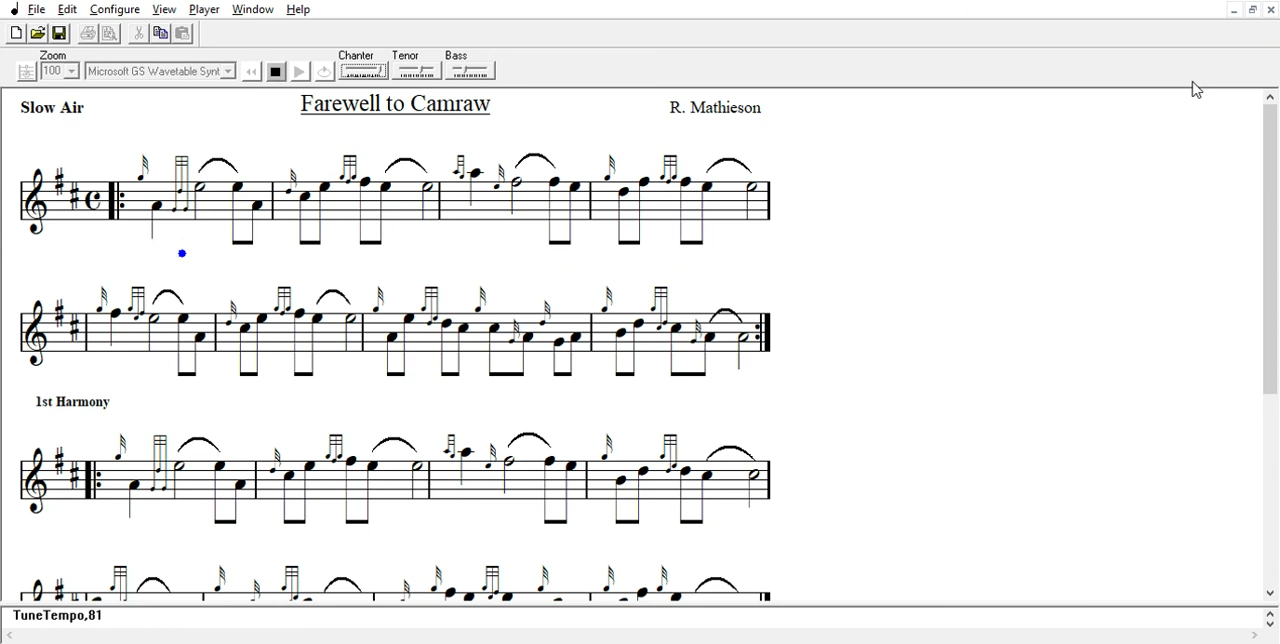 File Edit Configure View Player Window Help
Zoom Chanter Tenor Bass
100 Microsoft GS Wavetable Synt
Slow Air Farewell to Camraw R. Mathieson
1st Harmony
TuneTempo,81